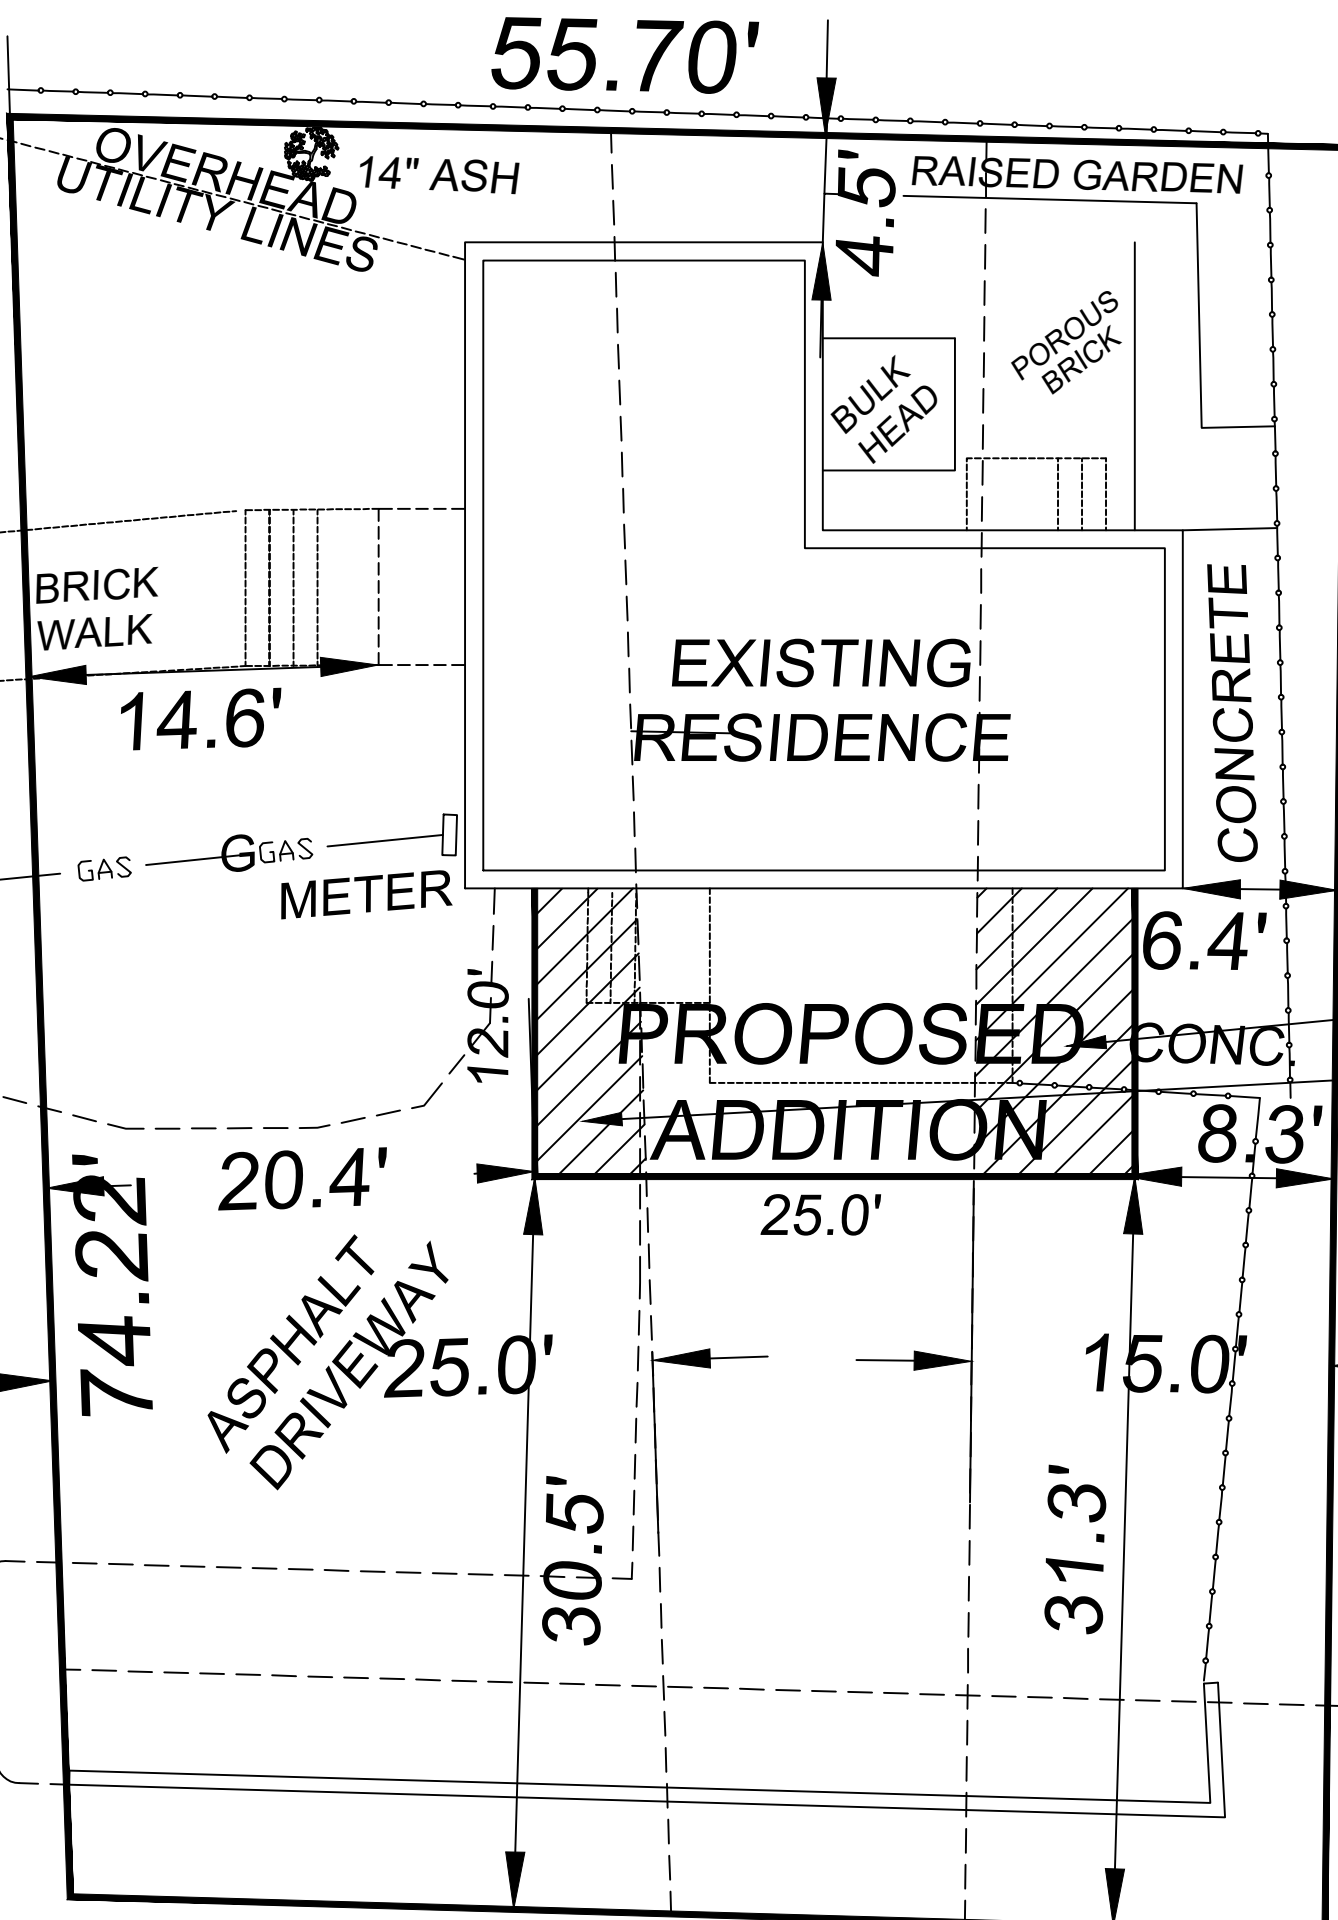 55.70'
OVERHEAD
UTILITY LINES
14" ASH
4.5'
RAISED GARDEN
POROUS
BRICK
BULK
HEAD
BRICK
WALK
14.6'
EXISTING
RESIDENCE
CONCRETE
GAS
G
GAS
METER
6.4'
12.0'
PROPOSED
ADDITION
CONC.
8.3'
20.4'
25.0'
74.22'
ASPHALT
DRIVEWAY
25.0'
15.0'
30.5'
31.3'